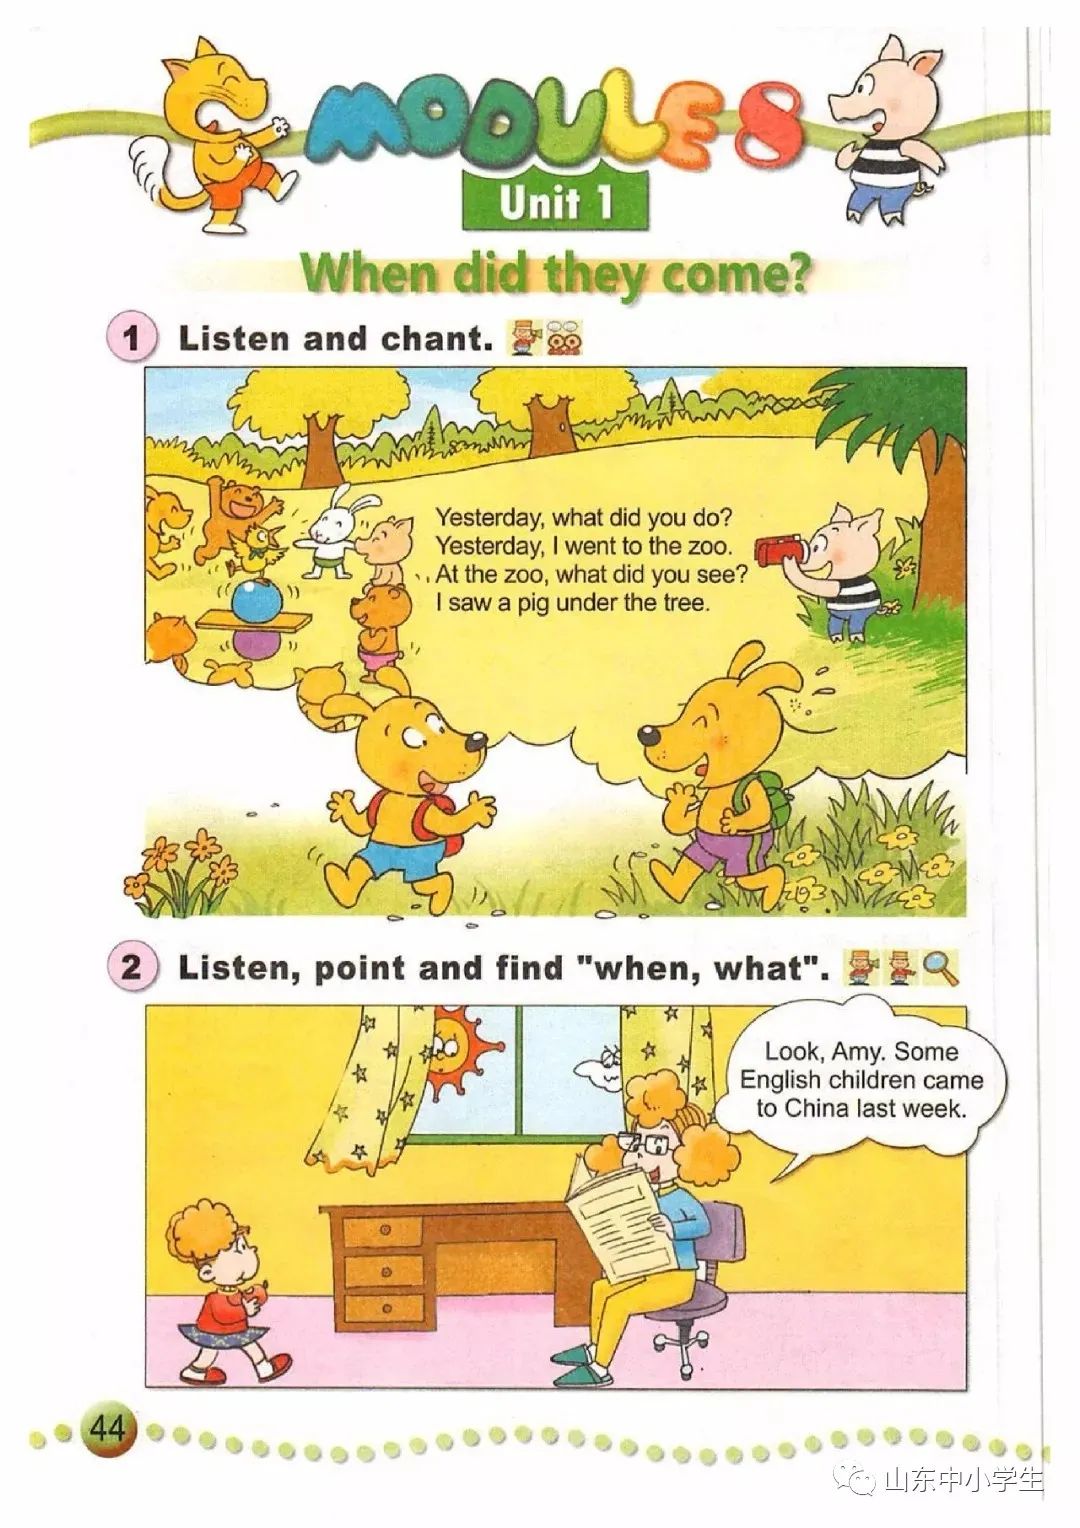 MODULE 8
Unit 1
When did they come?
1 Listen and chant.
Yesterday, what did you do?
Yesterday, I went to the zoo.
At the zoo, what did you see?
I saw a pig under the tree.
2 Listen, point and find "when, what".
Look, Amy. Some
English children came
to China last week.
44
山东中小学生